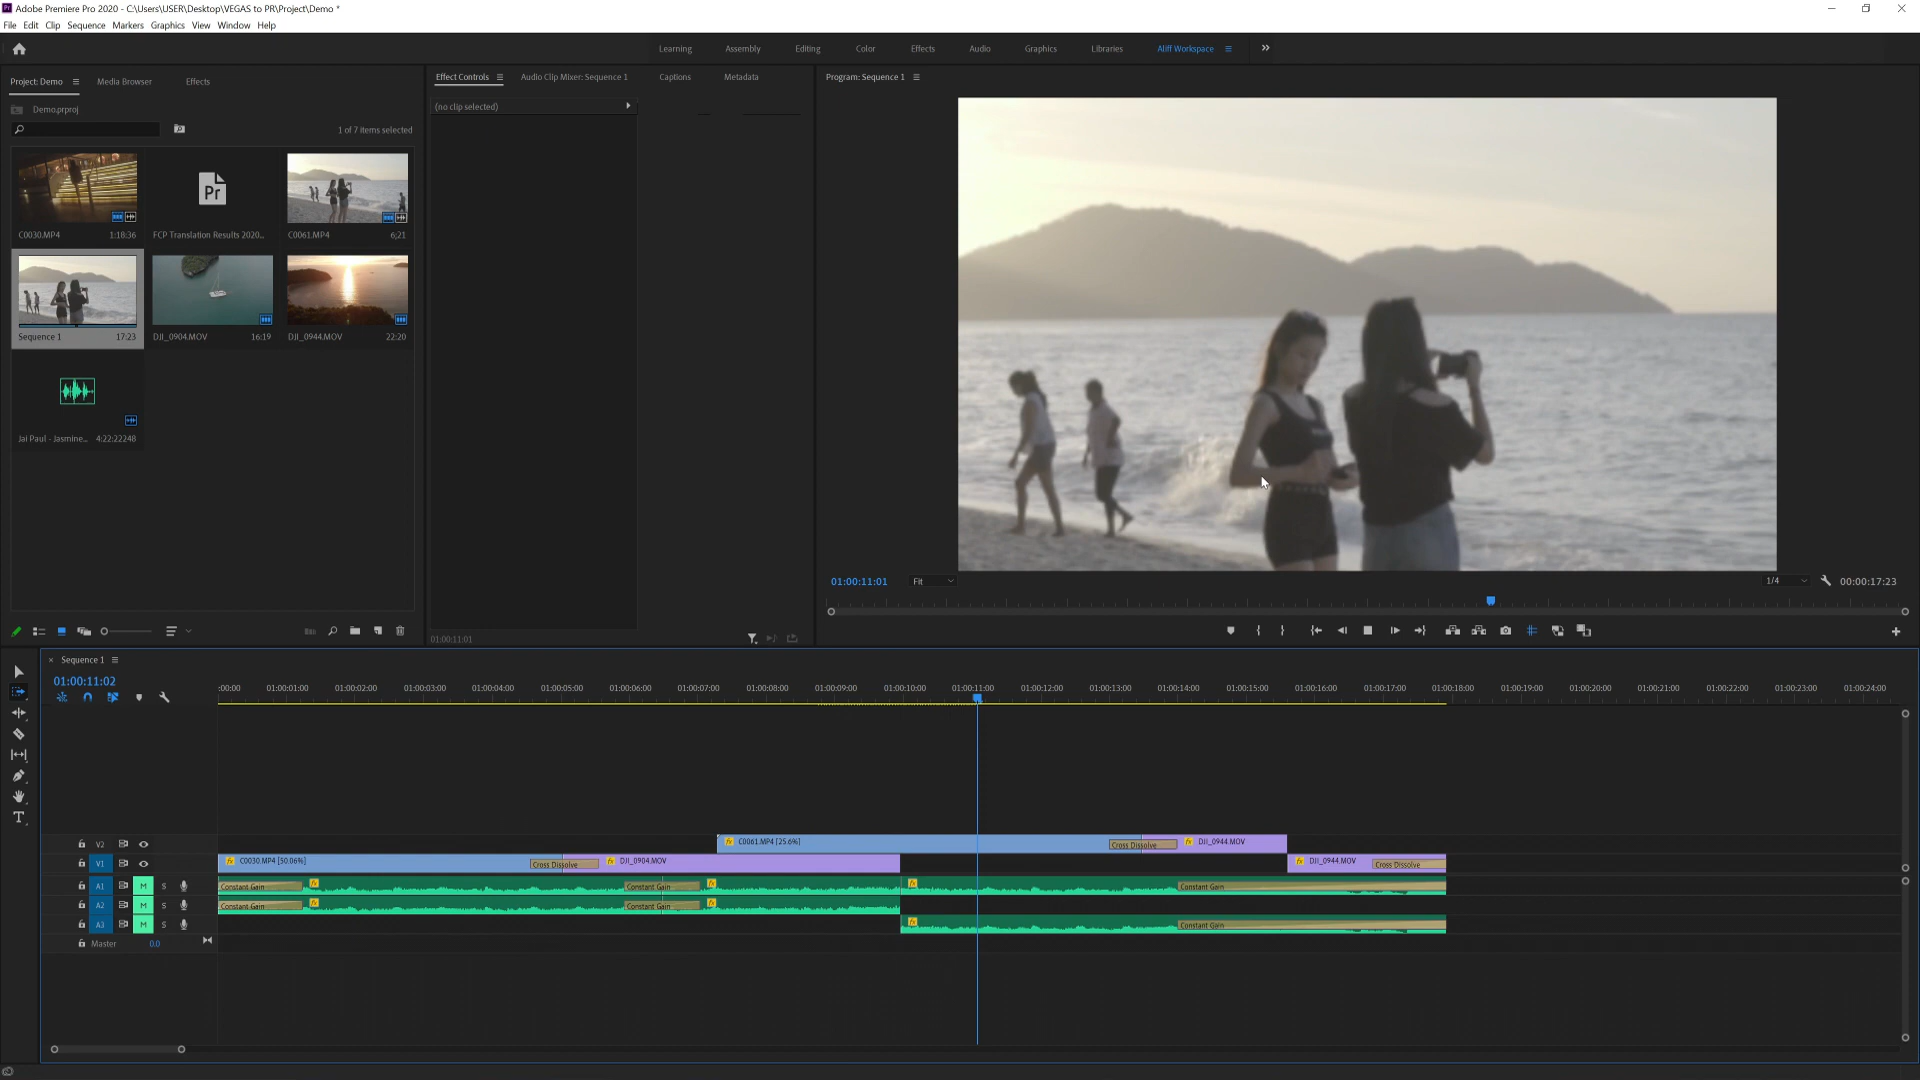 Adobe Premiere Pro 2020 - C:\Users\USER\Desktop\VEGAS to PR\Project\Demo *
File Edit Clip Sequence Markers Graphics View Window Help
Learning Assembly Editing Color Effects Audio Graphics Libraries Aliff Workspace
Project: Demo Media Browser Effects
Demo.prproj
1 of 7 items selected
C0030.MP4 1:18:36
Pr
FCP Translation Results 2020...
C0061.MP4 6;21
Sequence 1 17:23
DJI_0904.MOV 16:19
DJI_0944.MOV 22:20
Jai Paul - Jasmine... 4:22:22248
Effect Controls Audio Clip Mixer: Sequence 1 Captions Metadata
(no clip selected)
01:00:11:01
Program: Sequence 1
01:00:11:01 Fit 1/4 00:00:17:23
Sequence 1
01:00:11:02
:00:00 01:00:01:00 01:00:02:00 01:00:03:00 01:00:04:00 01:00:05:00 01:00:06:00 01:00:07:00 01:00:08:00 01:00:09:00 01:00:10:00 01:00:11:00 01:00:12:00 01:00:13:00 01:00:14:00 01:00:15:00 01:00:16:00 01:00:17:00 01:00:18:00 01:00:19:00 01:00:20:00 01:00:21:00 01:00:22:00 01:00:23:00 01:00:24:00
V2 fx C0061.MP4 [25.6%] Cross Dissolve fx DJI_0944.MOV
V1 fx C0030.MP4 [50.06%] Cross Dissolve fx DJI_0904.MOV fx DJI_0944.MOV Cross Dissolve
A1 M S Constant Gain fx Constant Gain fx fx Constant Gain
A2 M S Constant Gain fx Constant Gain fx
A3 M S fx Constant Gain
Master 0.0